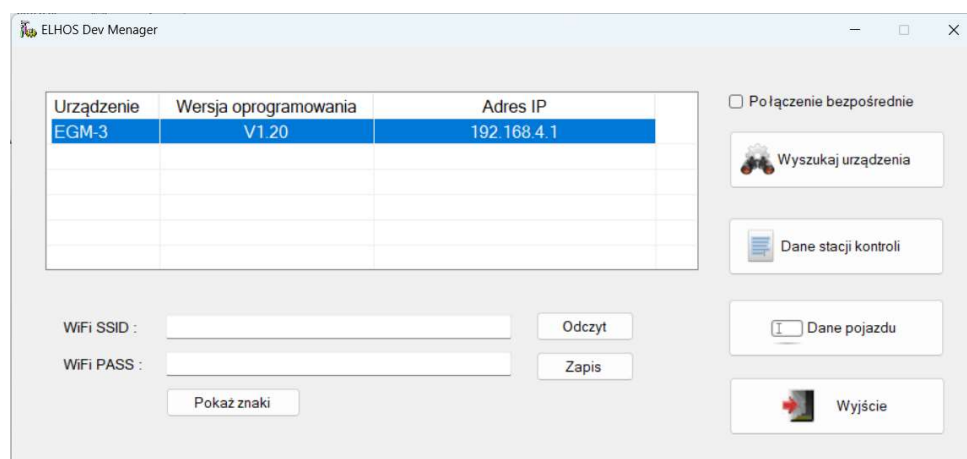 ELHOS Dev Menager
Urządzenie Wersja oprogramowania Adres IP
EGM-3 V1.20 192.168.4.1
Połączenie bezpośrednie
Wyszukaj urządzenia
Dane stacji kontroli
Dane pojazdu
Wyjście
WiFi SSID :
Odczyt
WiFi PASS :
Zapis
Pokaż znaki